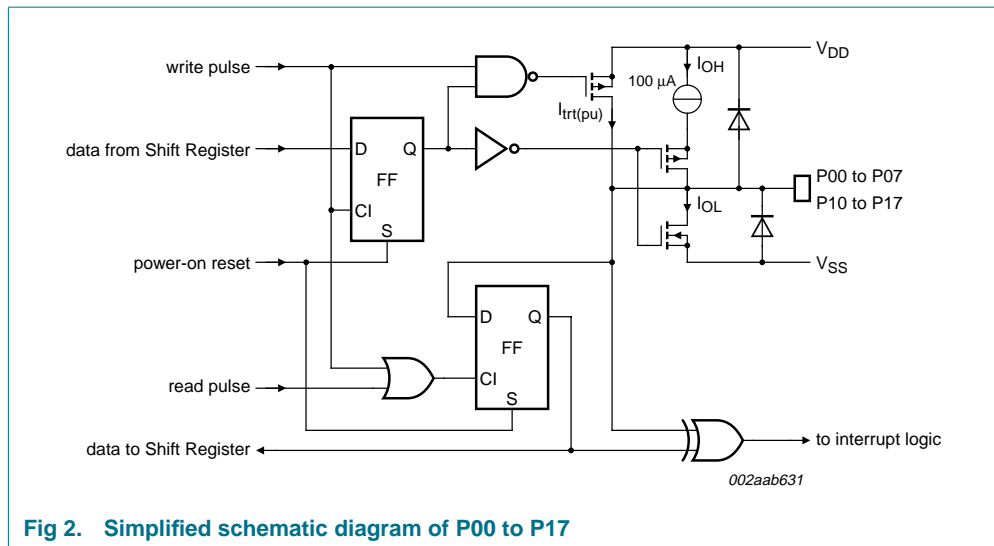 write pulse
V_DD
I_OH
100 μA
I_trt(pu)
data from Shift Register
D
Q
FF
CI
S
P00 to P07
P10 to P17
I_OL
power-on reset
V_SS
D
Q
FF
CI
S
read pulse
data to Shift Register
to interrupt logic
002aab631
Fig 2. Simplified schematic diagram of P00 to P17